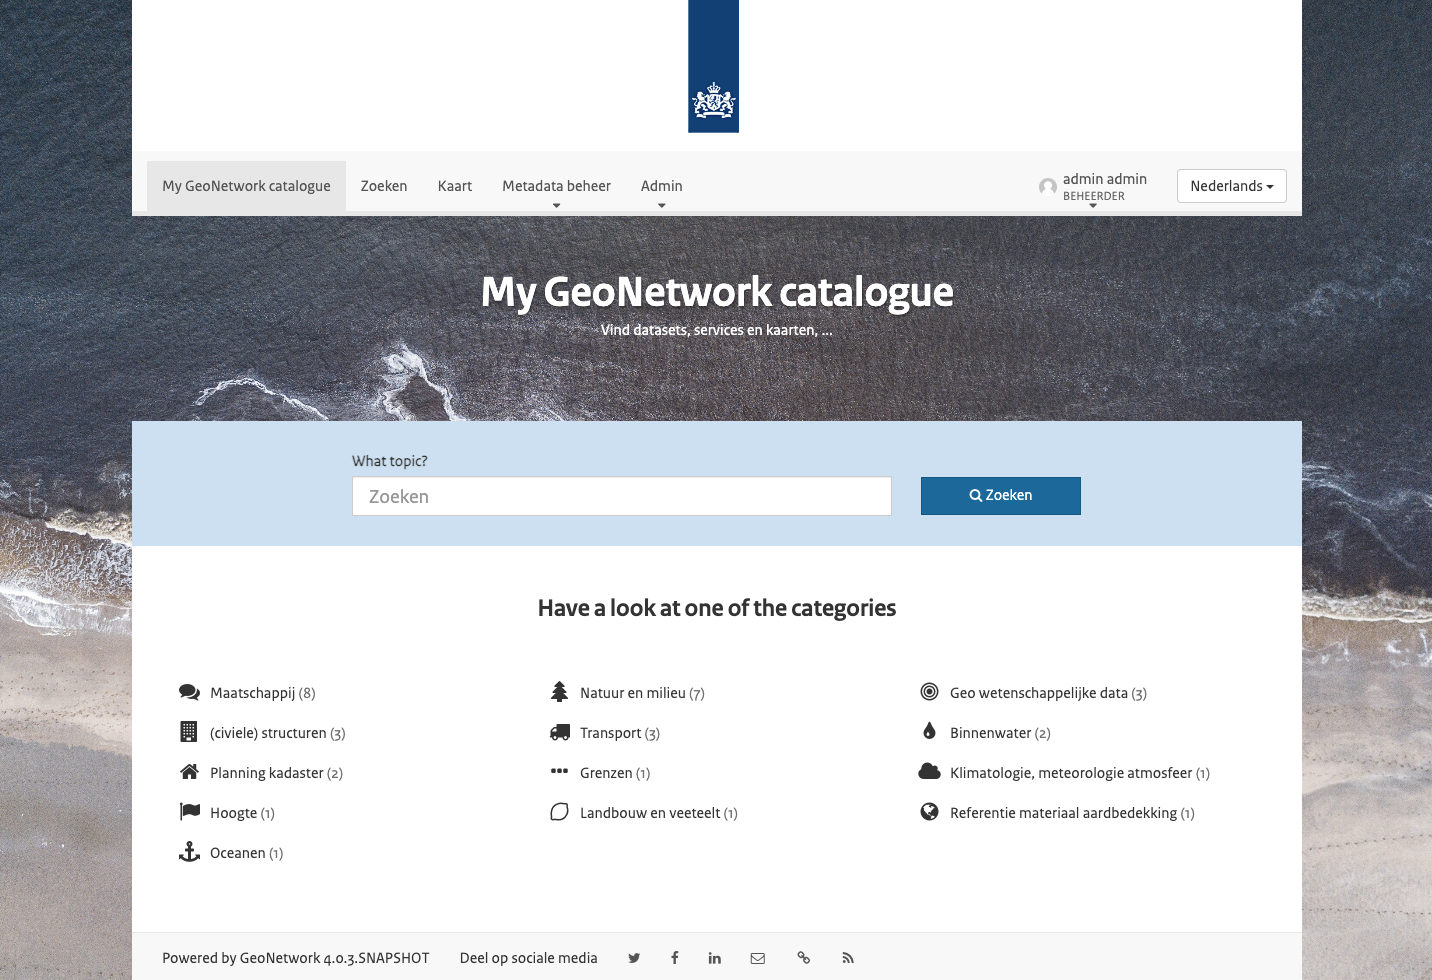 My GeoNetwork catalogue
Zoeken
Kaart
Metadata beheer
Admin
admin admin
BEHEERDER
Nederlands
My GeoNetwork catalogue
Vind datasets, services en kaarten, ...
What topic?
Zoeken
Zoeken
Have a look at one of the categories
Maatschappij (8)
Natuur en milieu (7)
Geo wetenschappelijke data (3)
(civiele) structuren (3)
Transport (3)
Binnenwater (2)
Planning kadaster (2)
Grenzen (1)
Klimatologie, meteorologie atmosfeer (1)
Hoogte (1)
Landbouw en veeteelt (1)
Referentie materiaal aardbedekking (1)
Oceanen (1)
Powered by GeoNetwork 4.0.3.SNAPSHOT
Deel op sociale media